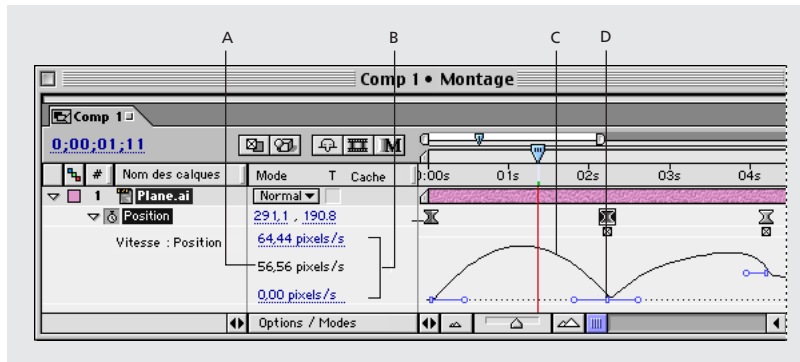 A B C D
Comp 1 • Montage
Comp 1
0;00;01;11
M
# Nom des calques Mode T Cache :00s 01s 02s 03s 04s
1 Plane.ai Normal
Position 291,1 , 190,8
Vitesse : Position 64,44 pixels/s
56,56 pixels/s
0,00 pixels/s
Options / Modes